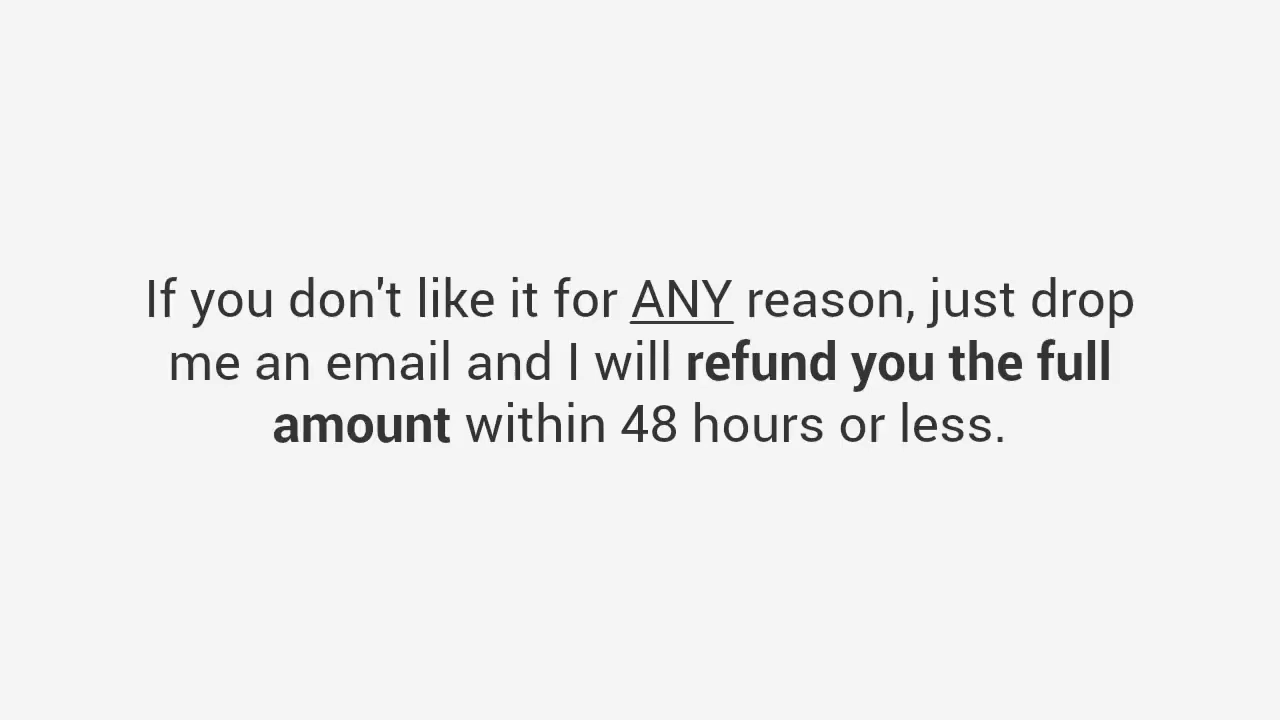 If you don't like it for ANY reason, just drop
me an email and I will refund you the full
amount within 48 hours or less.